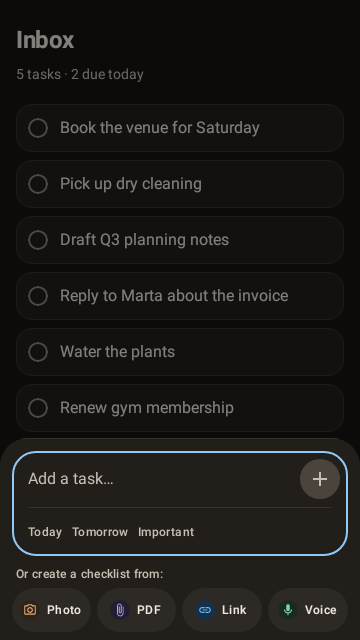 Inbox
5 tasks · 2 due today
Book the venue for Saturday
Pick up dry cleaning
Draft Q3 planning notes
Reply to Marta about the invoice
Water the plants
Renew gym membership
Add a task…
Today Tomorrow Important
Or create a checklist from:
Photo PDF Link Voice